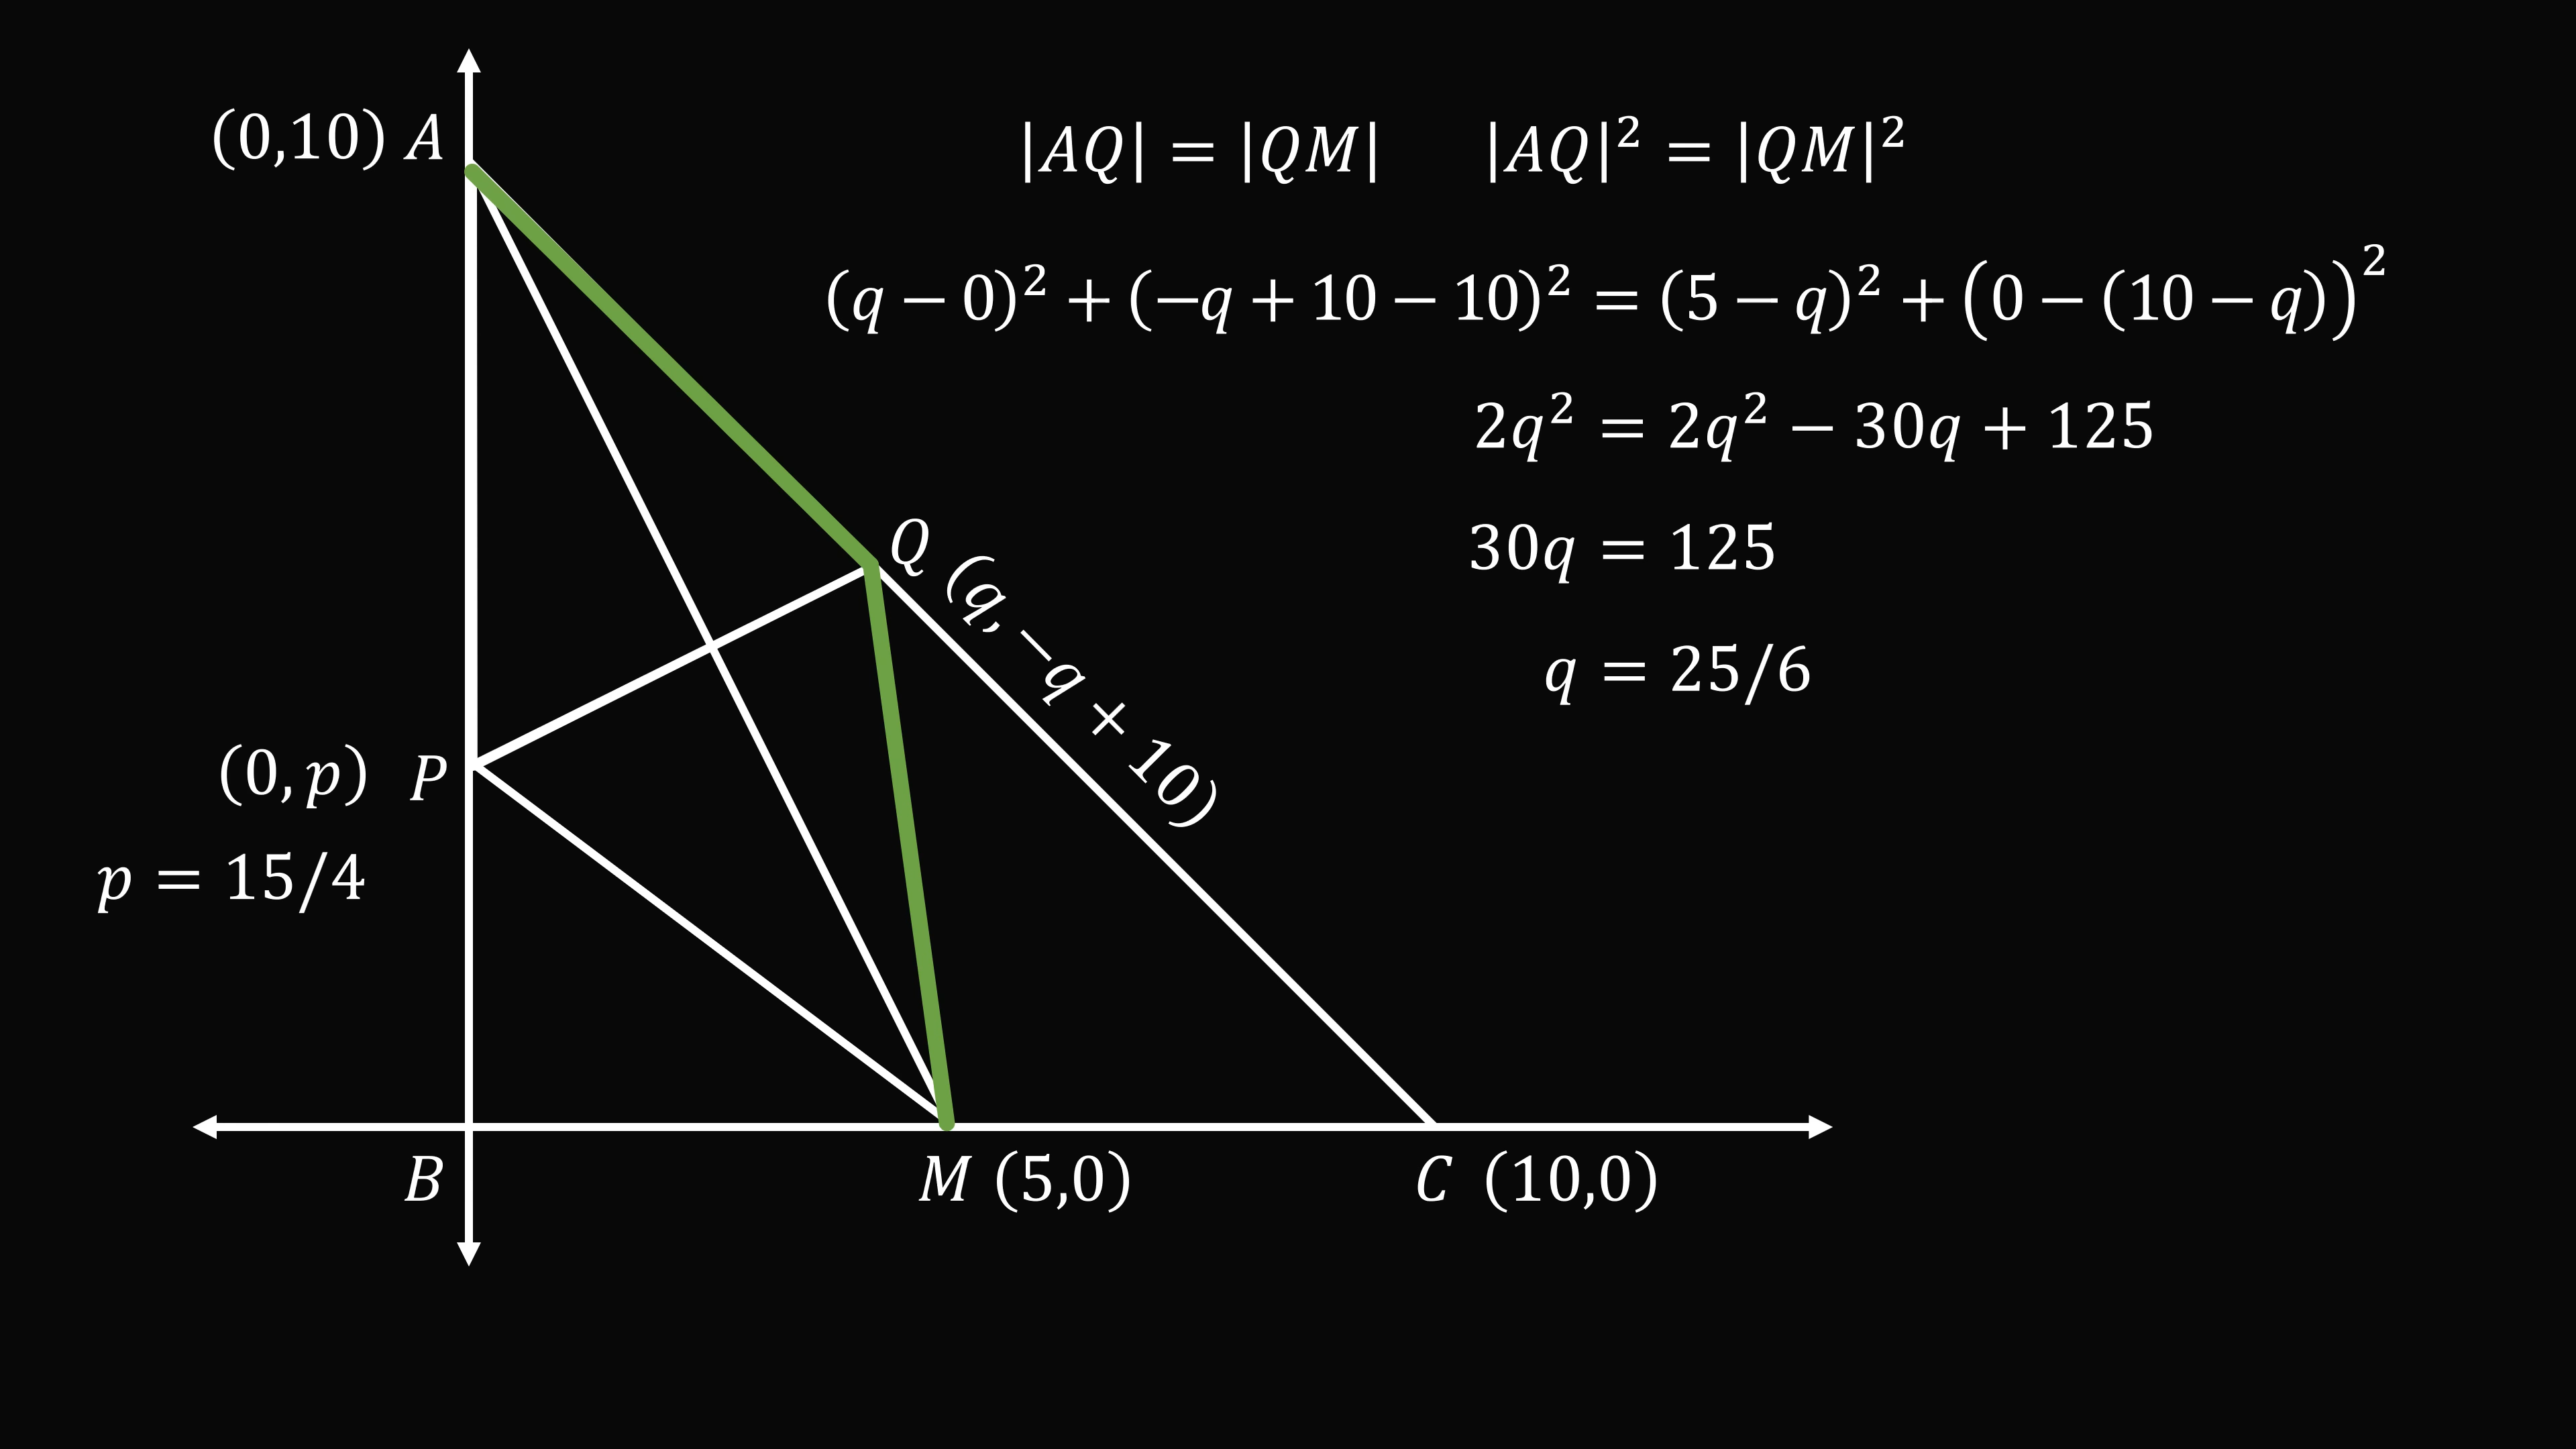 (0,10) A
|AQ| = |QM| |AQ|² = |QM|²
(q − 0)² + (−q + 10 − 10)² = (5 − q)² + (0 − (10 − q))²
2q² = 2q² − 30q + 125
30q = 125
q = 25/6
Q (q, −q + 10)
(0, p) P
p = 15/4
B
M (5,0)
C (10,0)